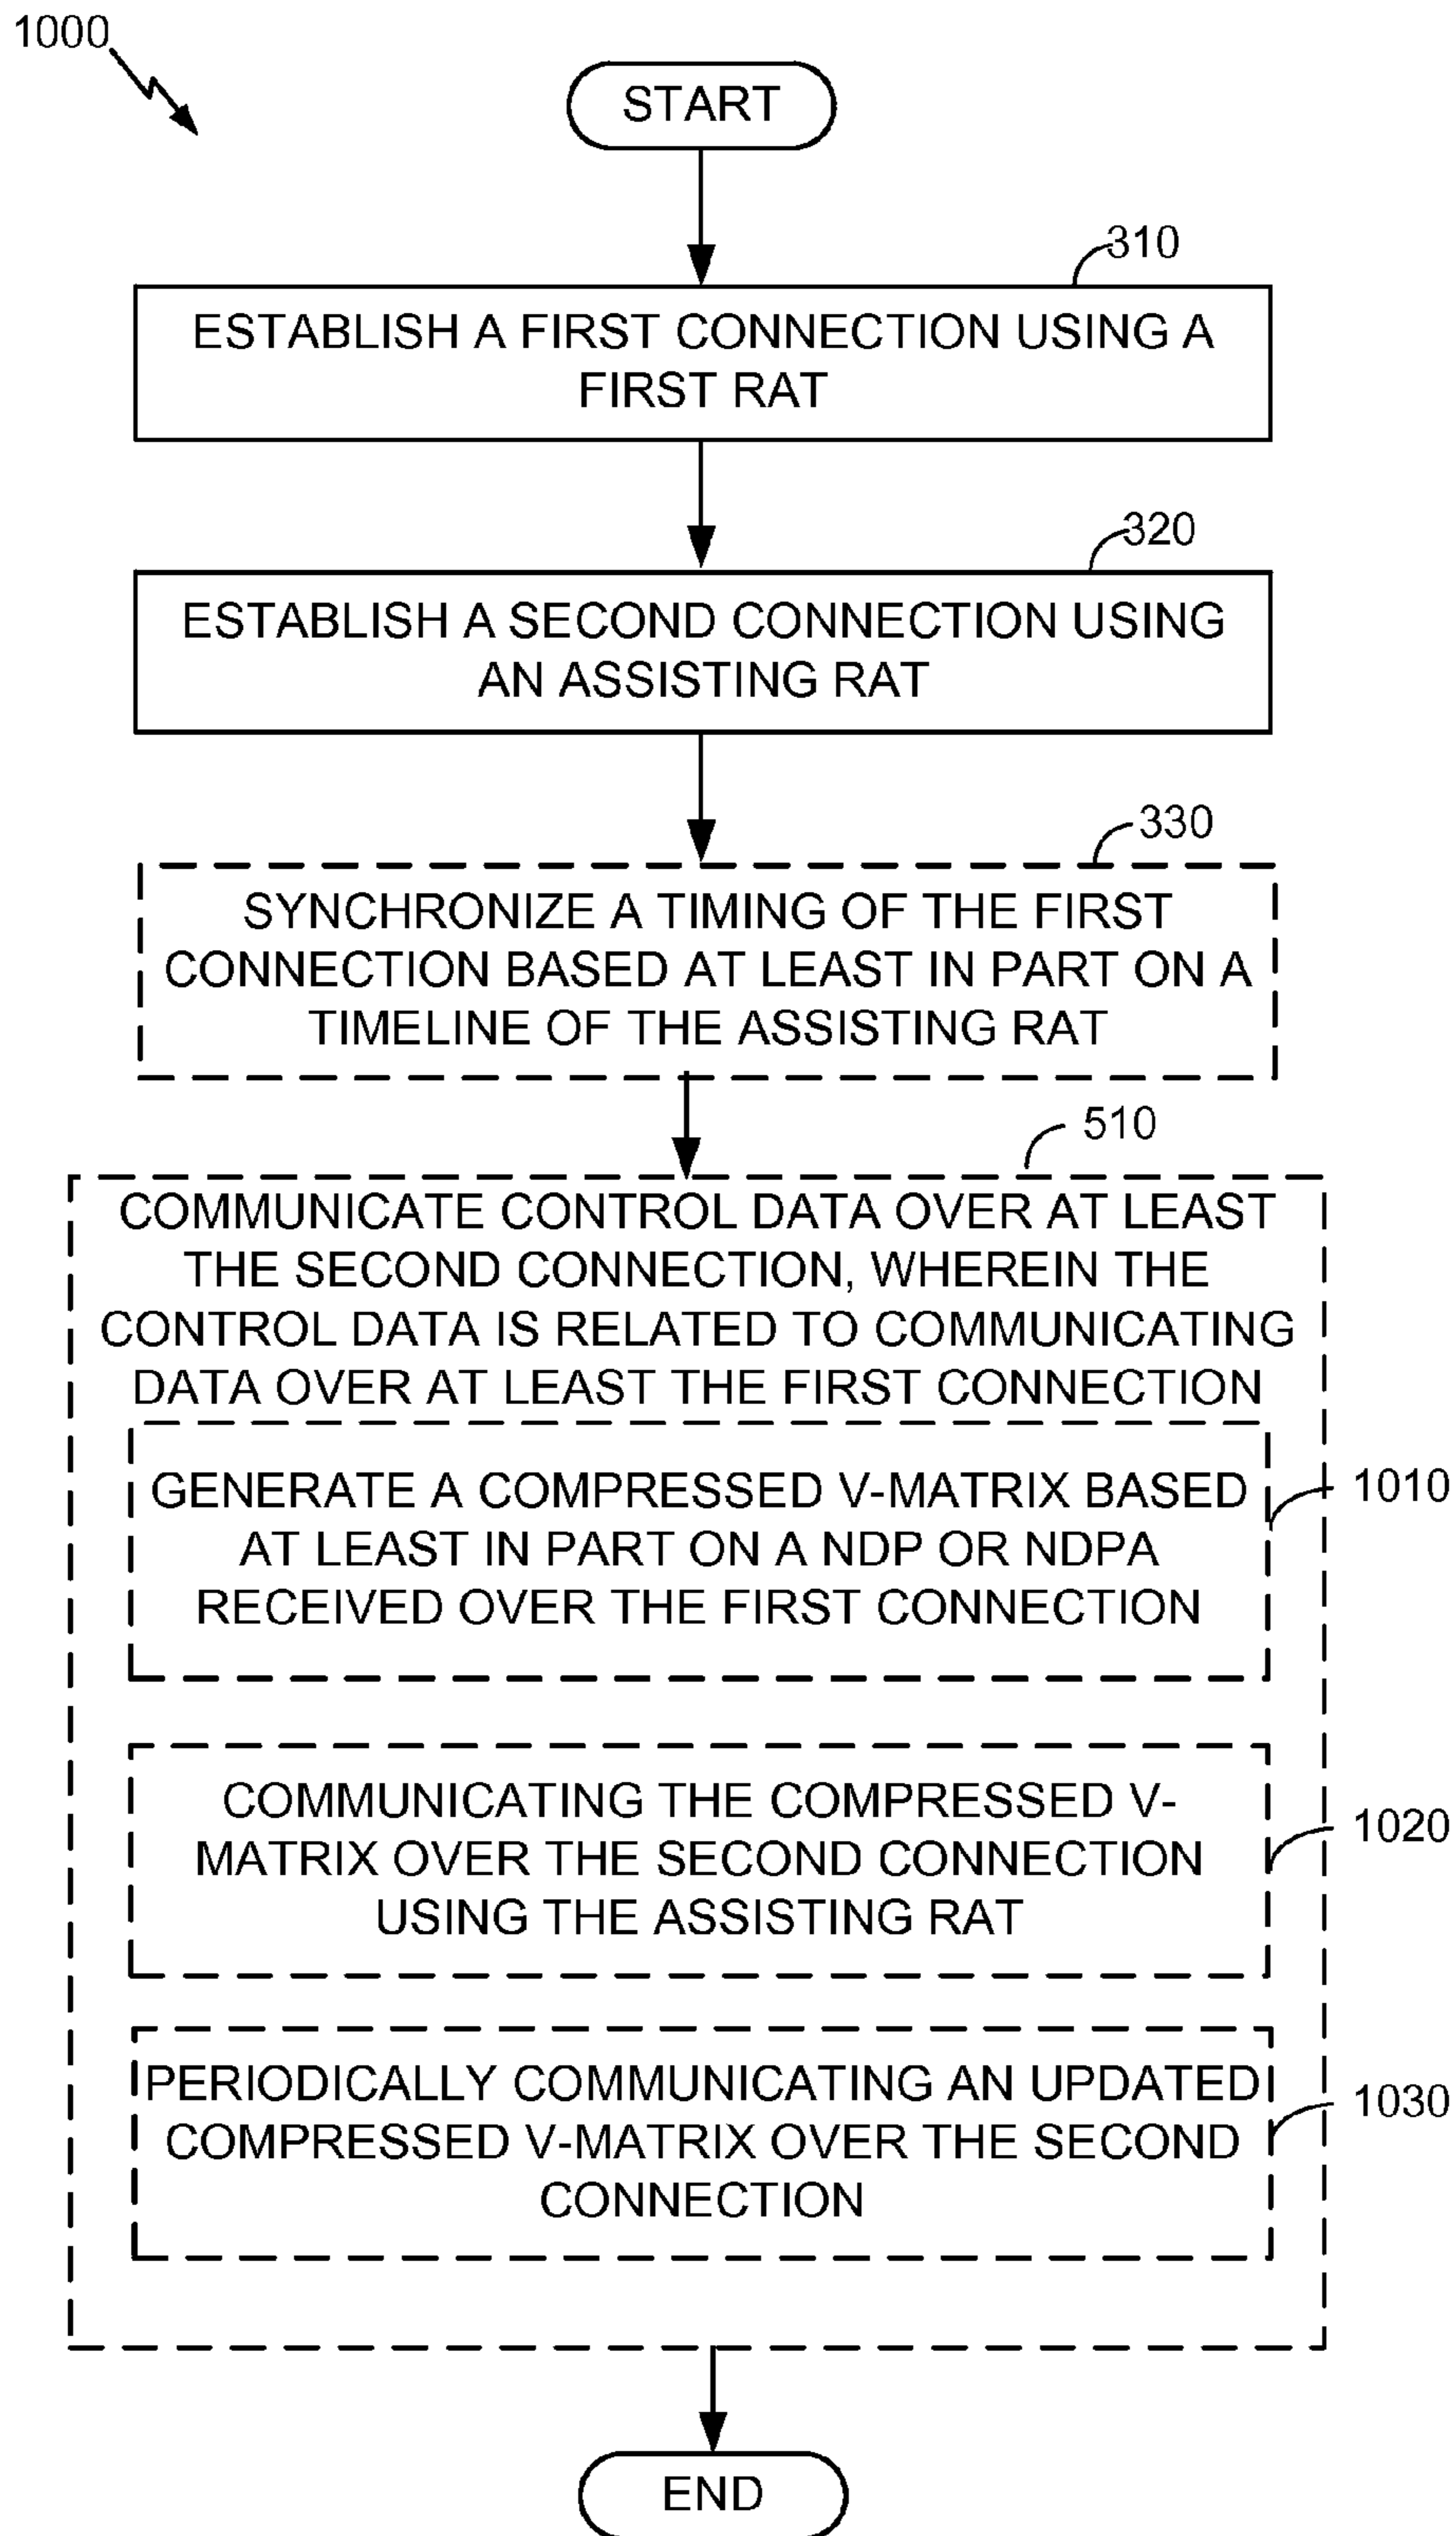 1000
START
310
ESTABLISH A FIRST CONNECTION USING A
FIRST RAT
320
ESTABLISH A SECOND CONNECTION USING
AN ASSISTING RAT
330
SYNCHRONIZE A TIMING OF THE FIRST
CONNECTION BASED AT LEAST IN PART ON A
TIMELINE OF THE ASSISTING RAT
510
COMMUNICATE CONTROL DATA OVER AT LEAST
THE SECOND CONNECTION, WHEREIN THE
CONTROL DATA IS RELATED TO COMMUNICATING
DATA OVER AT LEAST THE FIRST CONNECTION
GENERATE A COMPRESSED V-MATRIX BASED
AT LEAST IN PART ON A NDP OR NDPA
RECEIVED OVER THE FIRST CONNECTION
1010
COMMUNICATING THE COMPRESSED V-
MATRIX OVER THE SECOND CONNECTION
USING THE ASSISTING RAT
1020
PERIODICALLY COMMUNICATING AN UPDATED
COMPRESSED V-MATRIX OVER THE SECOND
CONNECTION
1030
END